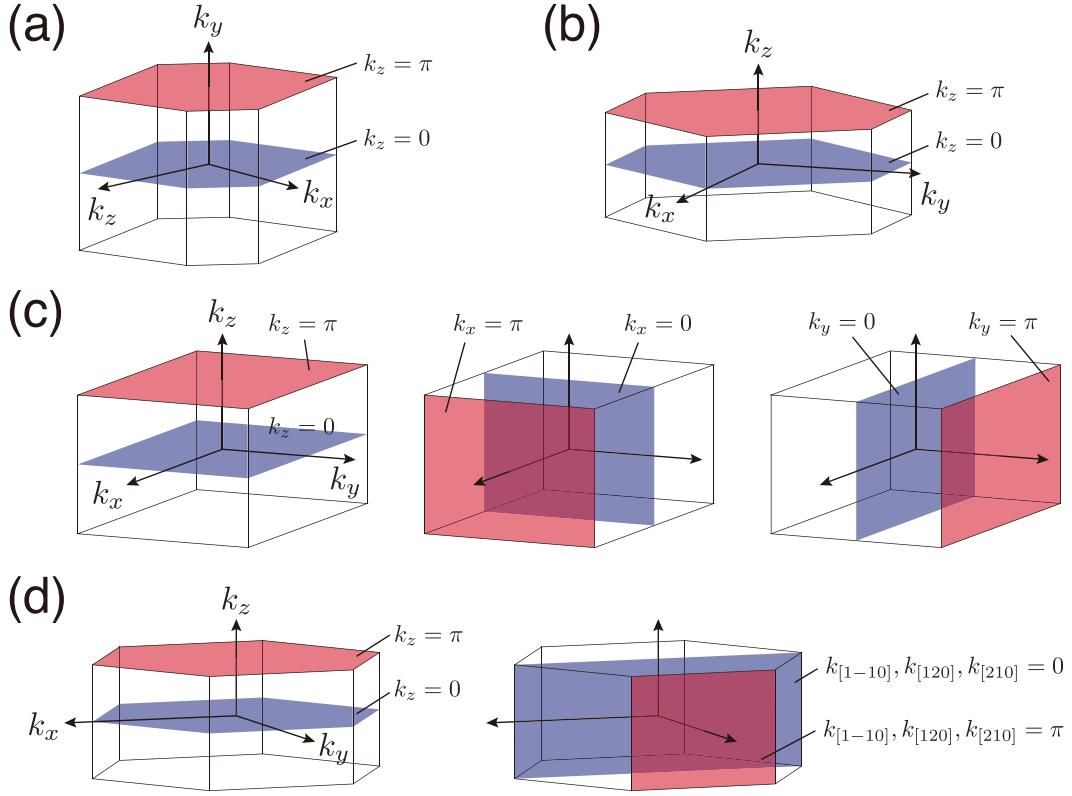 (a)
k_y
k_z = π
k_z = 0
k_z
k_x
(b)
k_z
k_z = π
k_z = 0
k_x
k_y
(c)
k_z
k_z = π
k_z = 0
k_x
k_y
k_x = π
k_x = 0
k_y = 0
k_y = π
(d)
k_z
k_z = π
k_z = 0
k_x
k_y
k_[1−10], k_[120], k_[210] = 0
k_[1−10], k_[120], k_[210] = π